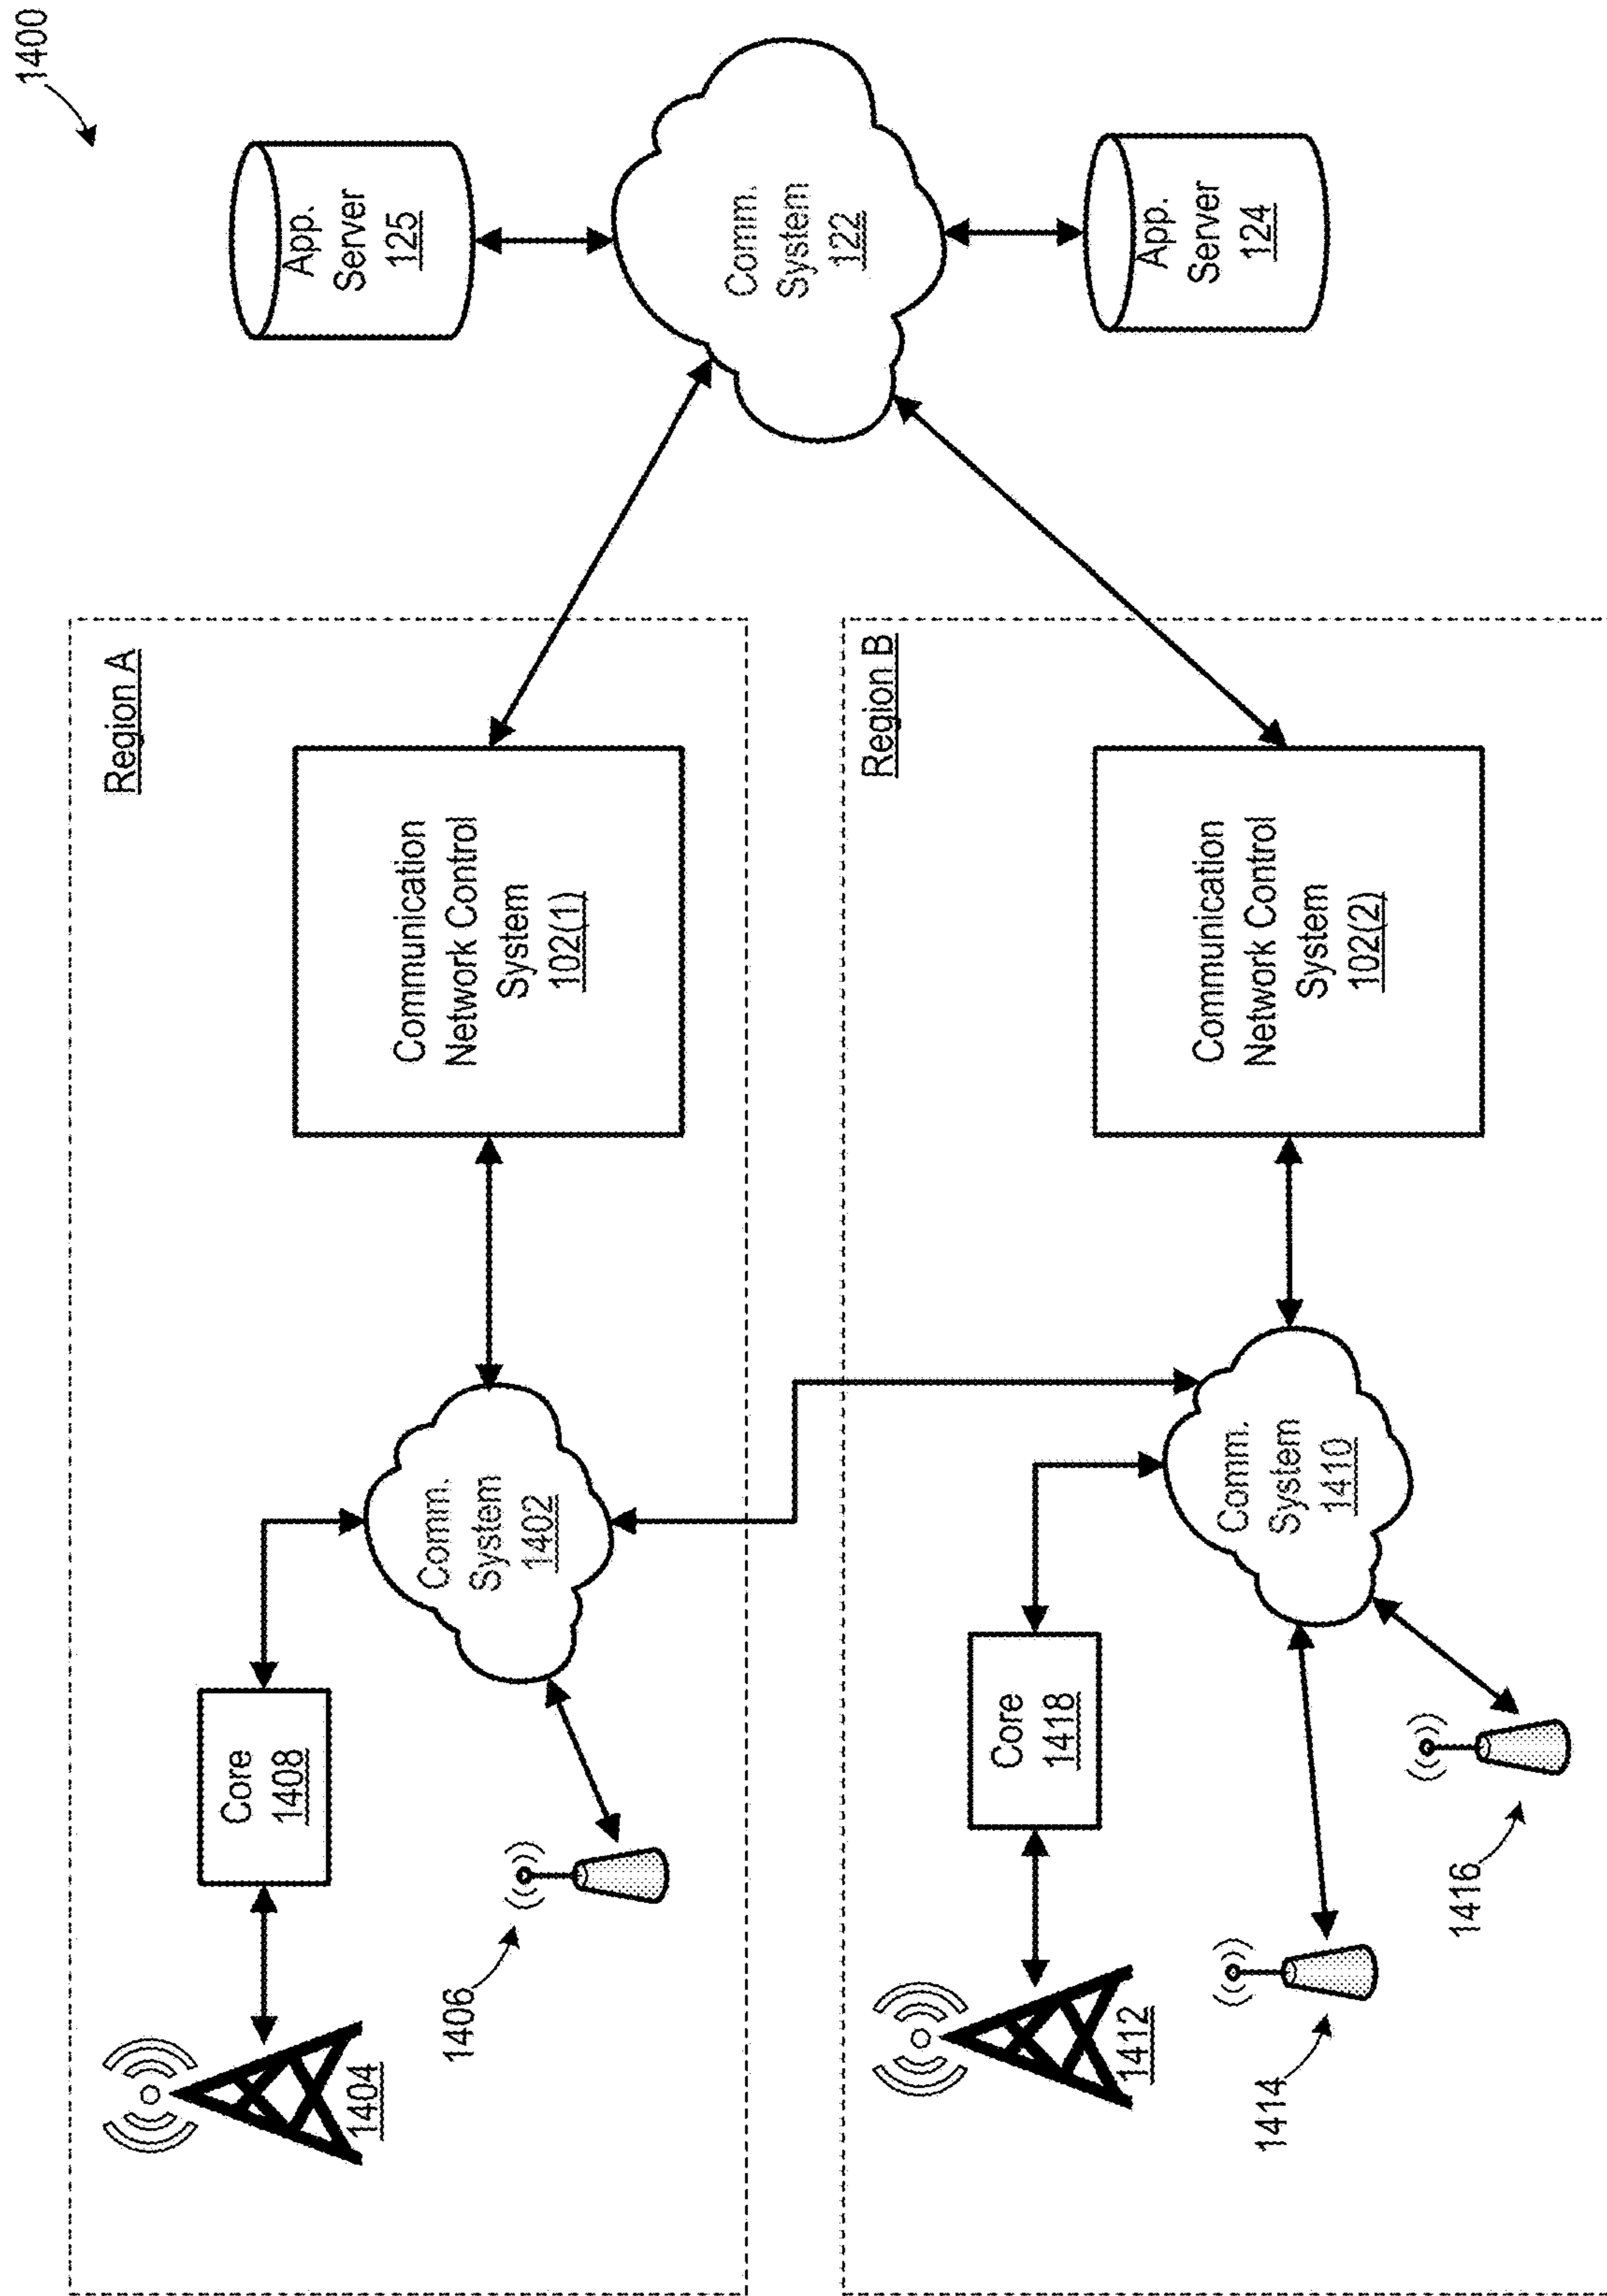 1400
Region A
1404
Core
1408
1406
Comm.
System
1402
Communication
Network Control
System
102(1)
App.
Server
125
Comm.
System
122
App.
Server
124
Region B
1412
Core
1418
1414
1416
Comm.
System
1410
Communication
Network Control
System
102(2)